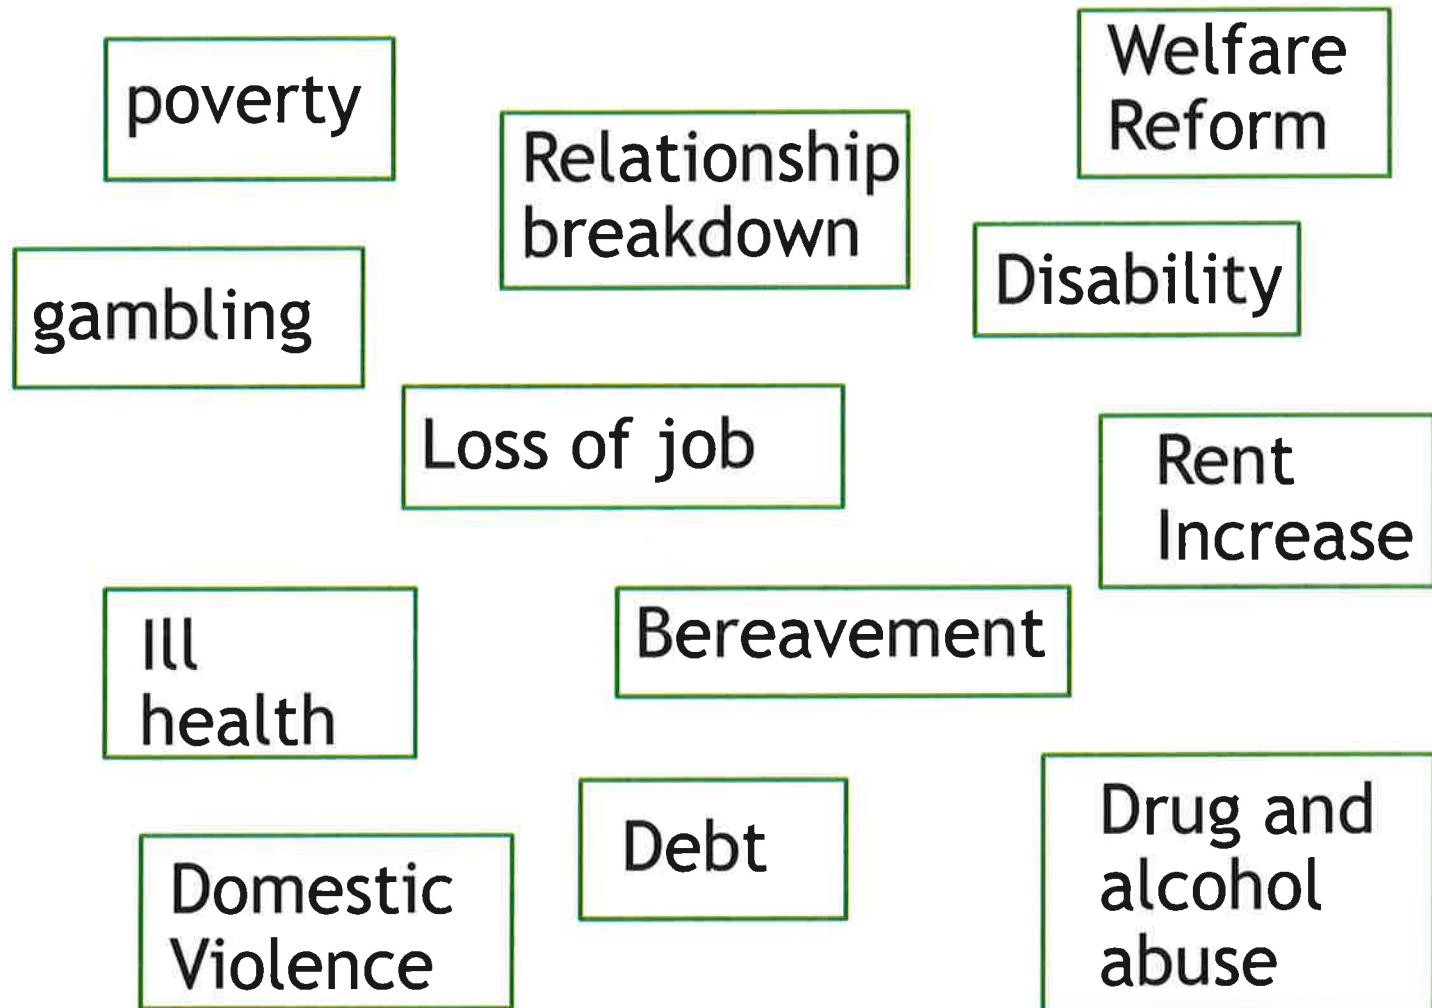 poverty
Relationship
breakdown
Welfare
Reform
gambling
Disability
Loss of job
Rent
Increase
Ill
health
Bereavement
Domestic
Violence
Debt
Drug and
alcohol
abuse